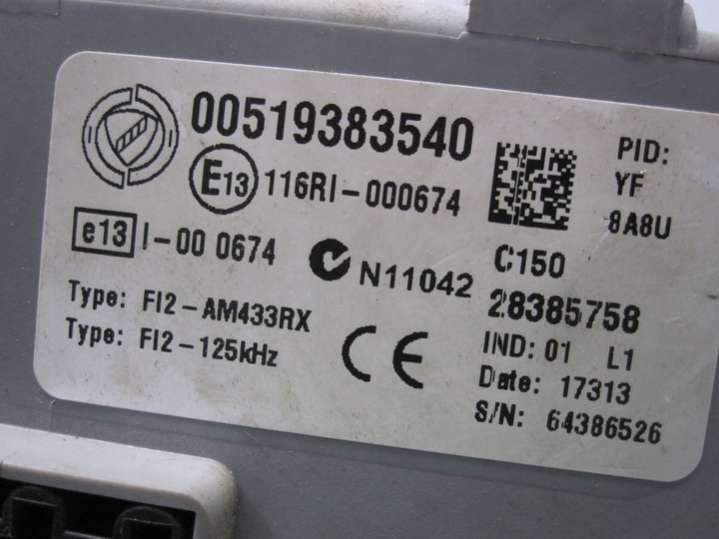 00519383540
E13 116RI-000674
e13 I-00 0674
N11042
Type: FI2-AM433RX
Type: FI2-125kHz
CE
PID:
YF
8A8U
C150
28385758
IND: 01 L1
Date: 17313
S/N: 64386526